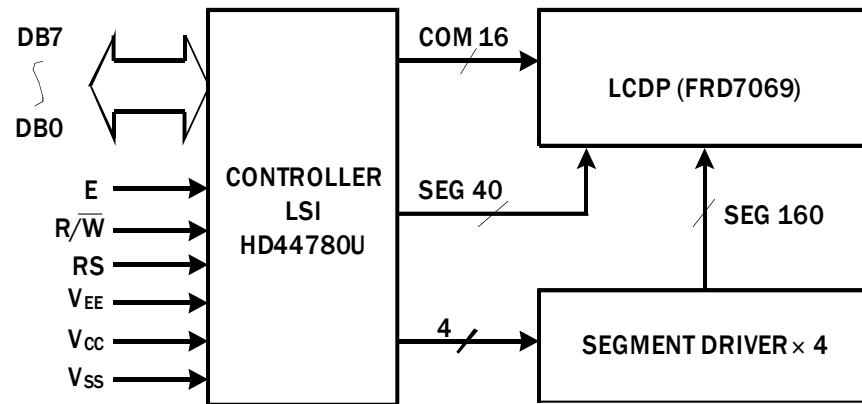 DB7
DB0
E
R/W̅
RS
VEE
VCC
VSS
CONTROLLER
LSI
HD44780U
COM 16
SEG 40
4
LCDP (FRD7069)
SEG 160
SEGMENT DRIVER × 4